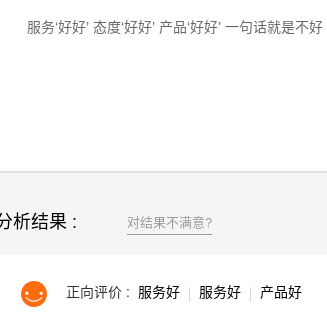 服务‘好好’ 态度‘好好’ 产品‘好好’ 一句话就是不好
分析结果 :
对结果不满意?
正向评价 : 服务好 | 服务好 | 产品好